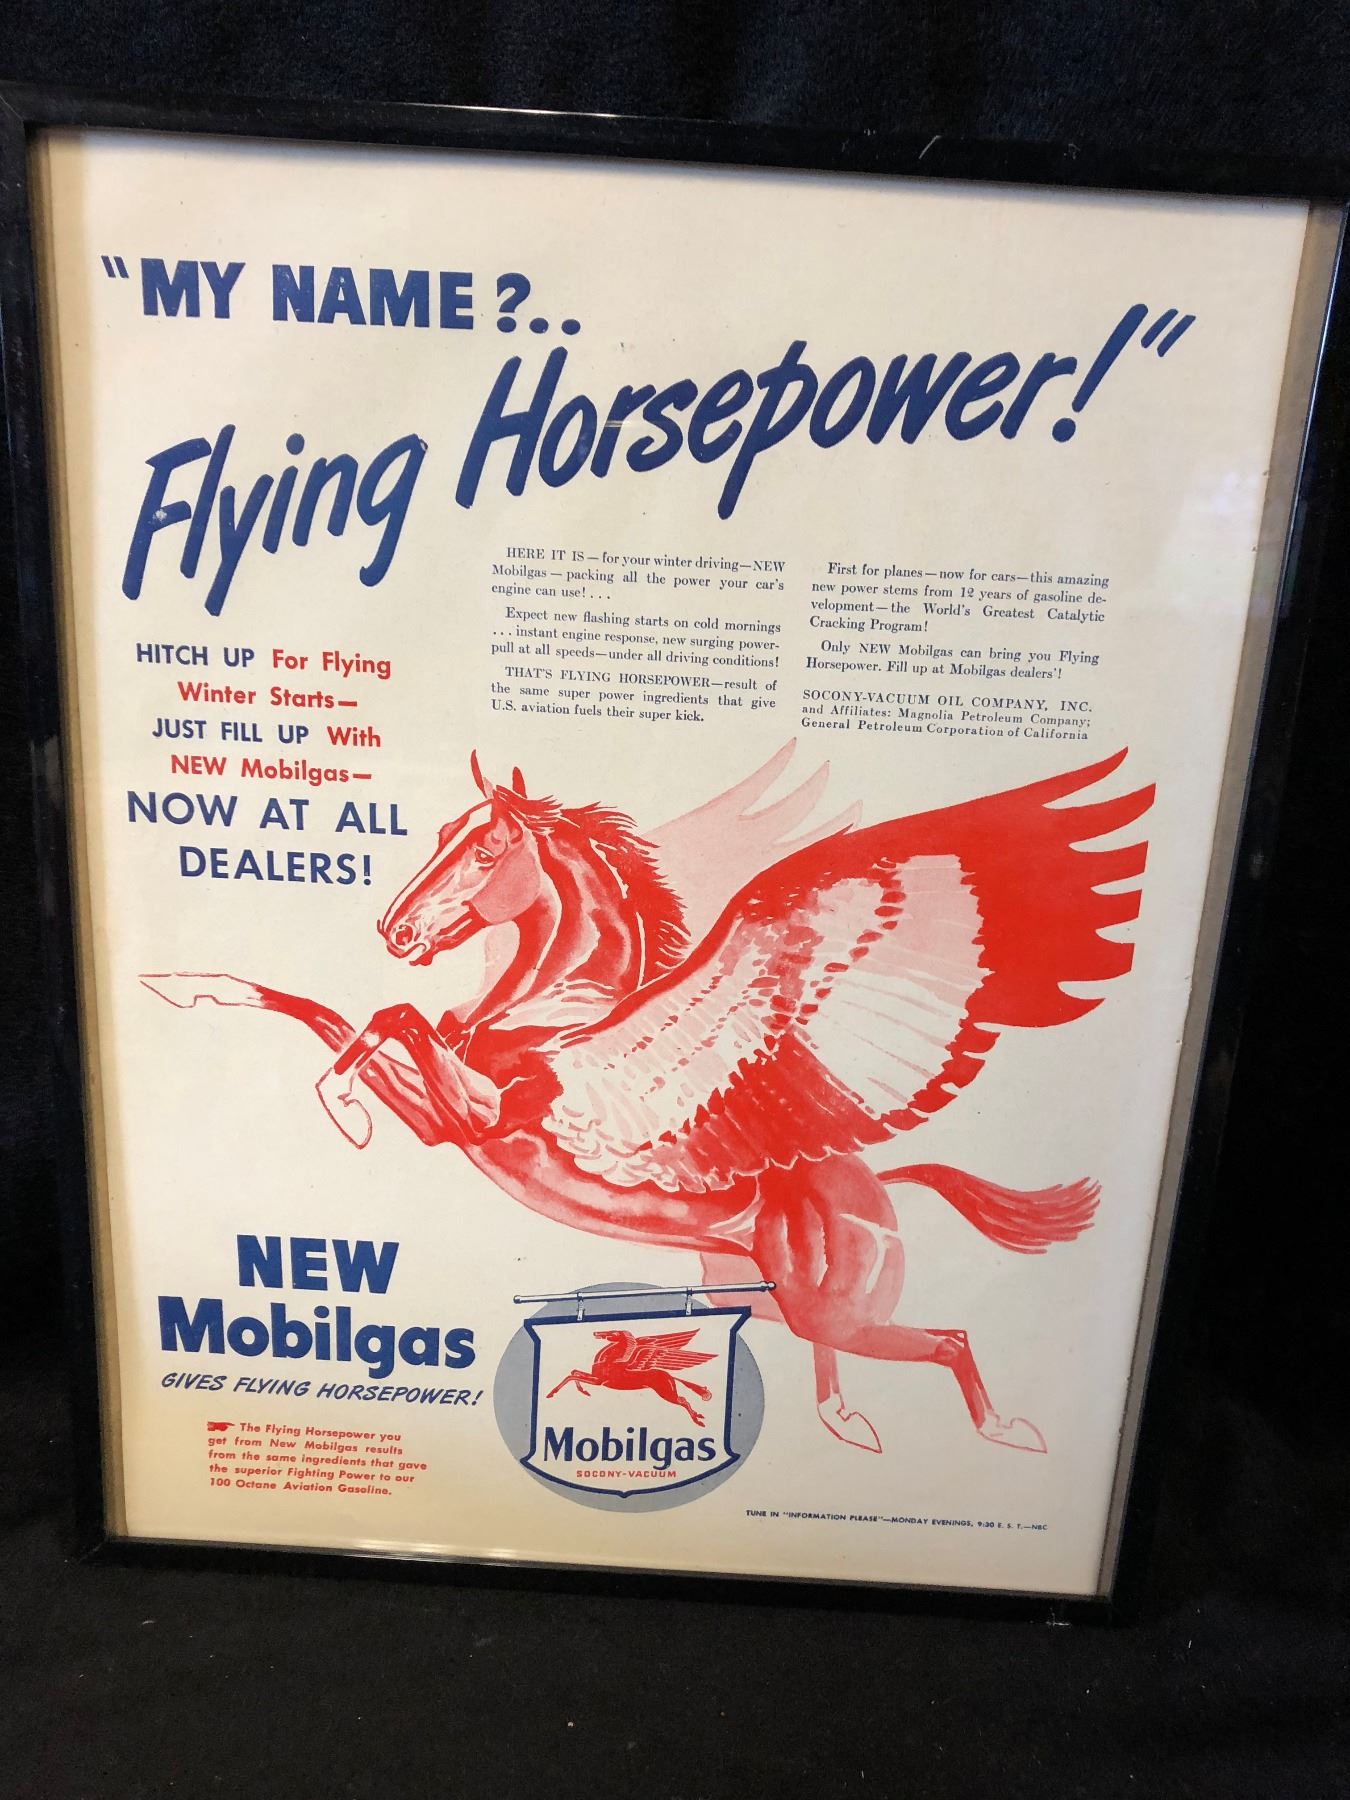 "MY NAME?..
Flying Horsepower!"
HITCH UP For Flying
Winter Starts—
JUST FILL UP With
NEW Mobilgas—
NOW AT ALL
DEALERS!
HERE IT IS—for your winter driving—NEW
Mobilgas—packing all the power your car's
engine can use! . . .
Expect new flashing starts on cold mornings
. . . instant engine response, new surging power-
pull at all speeds—under all driving conditions!
THAT'S FLYING HORSEPOWER—result of
the same super power ingredients that give
U.S. aviation fuels their super kick.
First for planes—now for cars—this amazing
new power stems from 12 years of gasoline de-
velopment—the World's Greatest Catalytic
Cracking Program!
Only NEW Mobilgas can bring you Flying
Horsepower. Fill up at Mobilgas dealers'!
SOCONY-VACUUM OIL COMPANY, INC.
and Affiliates: Magnolia Petroleum Company;
General Petroleum Corporation of California
NEW
Mobilgas
GIVES FLYING HORSEPOWER!
The Flying Horsepower you
get from New Mobilgas results
from the same ingredients that gave
the superior Fighting Power to our
100 Octane Aviation Gasoline.
Mobilgas
SOCONY-VACUUM
TUNE IN "INFORMATION PLEASE"—MONDAY EVENINGS, 9:30 E. S. T.—NBC